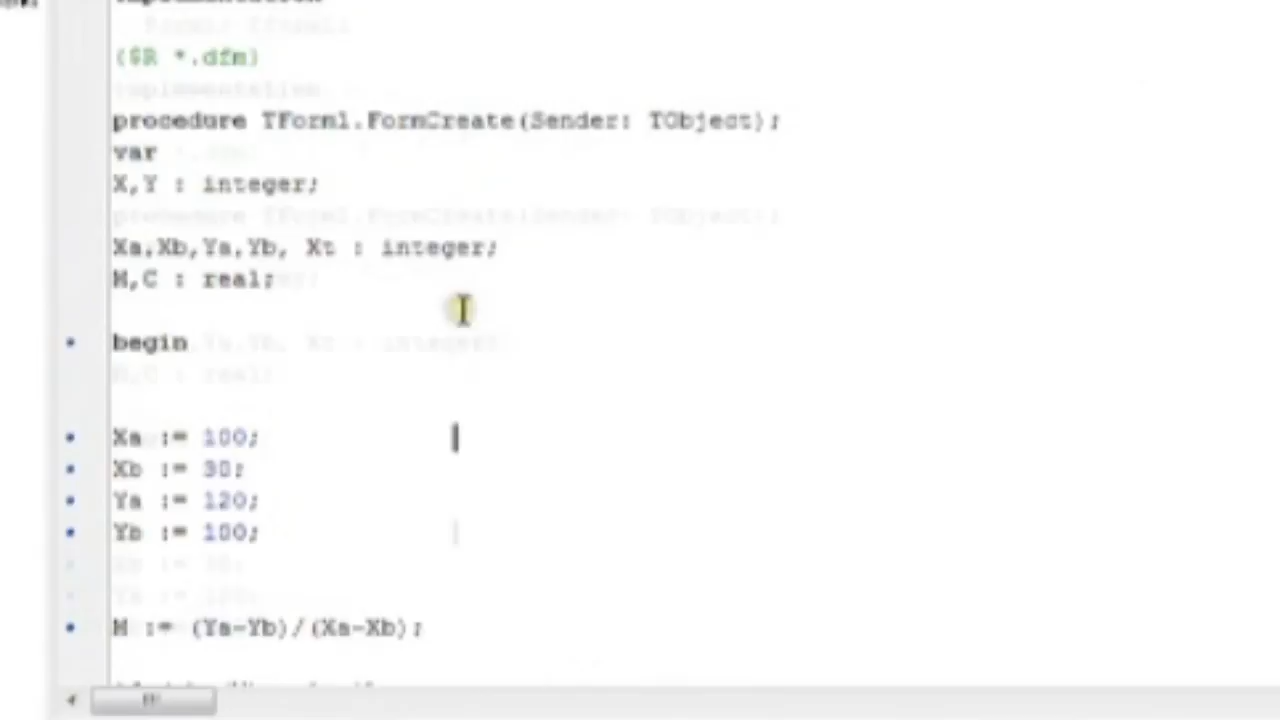 implementation
($R *.dfm)
procedure TForm1.FormCreate(Sender: TObject);
var
X,Y : integer;
Xa,Xb,Ya,Yb, Xt : integer;
M,C : real;
begin
Xa := 100;
Xb := 30;
Ya := 120;
Yb := 100;
M := (Ya-Yb)/(Xa-Xb);